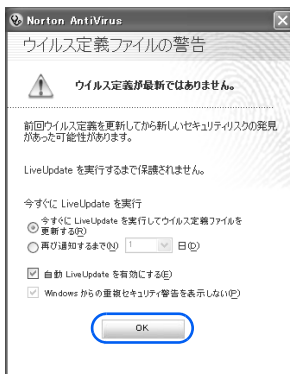 Norton AntiVirus
ウイルス定義ファイルの警告
ウイルス定義が最新ではありません。
前回ウイルス定義を更新してから新しいセキュリティリスクの発見
があった可能性があります。
LiveUpdate を実行するまで保護されません。
今すぐに LiveUpdate を実行
今すぐに LiveUpdate を実行してウイルス定義ファイルを
更新する(R)
再び通知するまで(N) 1 日(D)
自動 LiveUpdate を有効にする(E)
Windows からの重複セキュリティ警告を表示しない(P)
OK